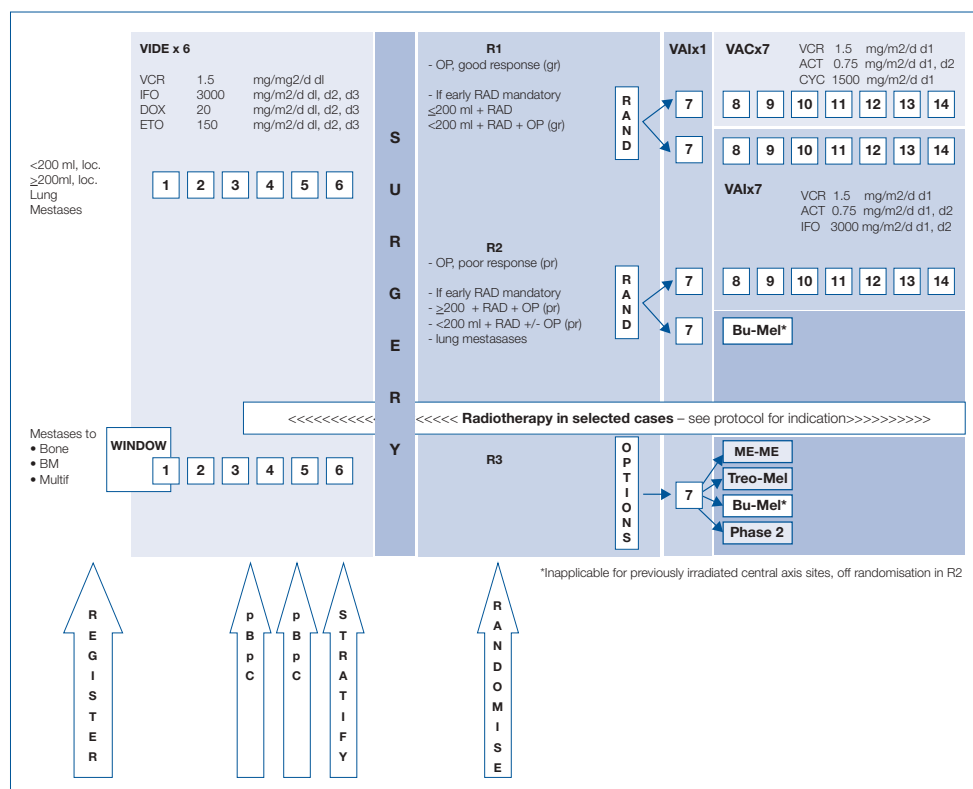 VIDE x 6
VCR 1.5 mg/mg2/d dl
IFO 3000 mg/m2/d dl, d2, d3
DOX 20 mg/m2/d dl, d2, d3
ETO 150 mg/m2/d dl, d2, d3
<200 ml, loc.
≥200ml, loc.
Lung
Mestases
1 2 3 4 5 6
SURGERY
R1
- OP, good response (gr)
- If early RAD mandatory
≤200 ml + RAD
<200 ml + RAD + OP (gr)
RAND
VAIx1
7
7
VACx7
VCR 1.5 mg/m2/d d1
ACT 0.75 mg/m2/d d1, d2
CYC 1500 mg/m2/d d1
8 9 10 11 12 13 14
8 9 10 11 12 13 14
VAIx7
VCR 1.5 mg/m2/d d1
ACT 0.75 mg/m2/d d1, d2
IFO 3000 mg/m2/d d1, d2
R2
- OP, poor response (pr)
- If early RAD mandatory
- ≥200 + RAD + OP (pr)
- <200 ml + RAD +/- OP (pr)
- lung mestasases
RAND
7
7
8 9 10 11 12 13 14
Bu-Mel*
<<<<<<<<<<<<<<<< Radiotherapy in selected cases – see protocol for indication>>>>>>>>>>
Mestases to
• Bone
• BM
• Multif
WINDOW
1 2 3 4 5 6
R3
OPTIONS
7
ME-ME
Treo-Mel
Bu-Mel*
Phase 2
*Inapplicable for previously irradiated central axis sites, off randomisation in R2
REGISTER
pBpC
pBpC
STRATIFY
RANDOMISE